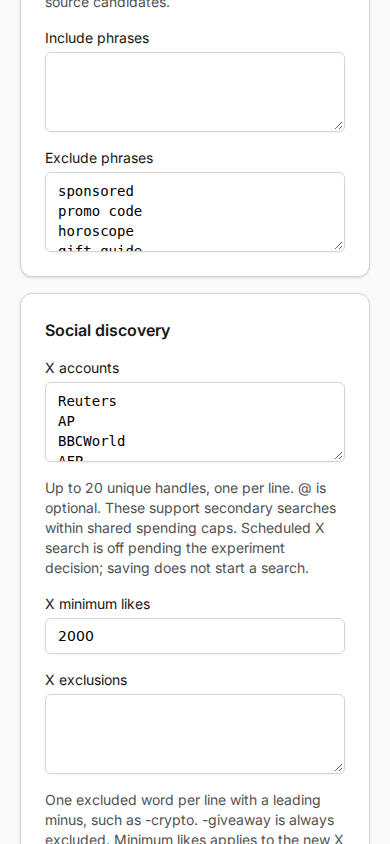 source candidates.
Include phrases
Exclude phrases
sponsored
promo code
horoscope
gift guide
Social discovery
X accounts
Reuters
AP
BBCWorld
AFP
Up to 20 unique handles, one per line. @ is
optional. These support secondary searches
within shared spending caps. Scheduled X
search is off pending the experiment
decision; saving does not start a search.
X minimum likes
2000
X exclusions
One excluded word per line with a leading
minus, such as -crypto. -giveaway is always
excluded. Minimum likes applies to the new X